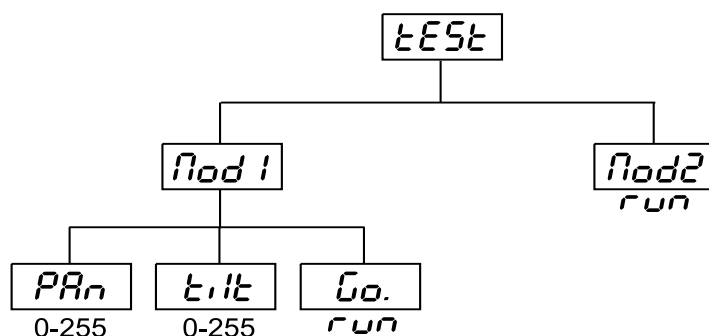 tESt
Mod1 Mod2
run
PAn tilt Go.
0-255 0-255 run